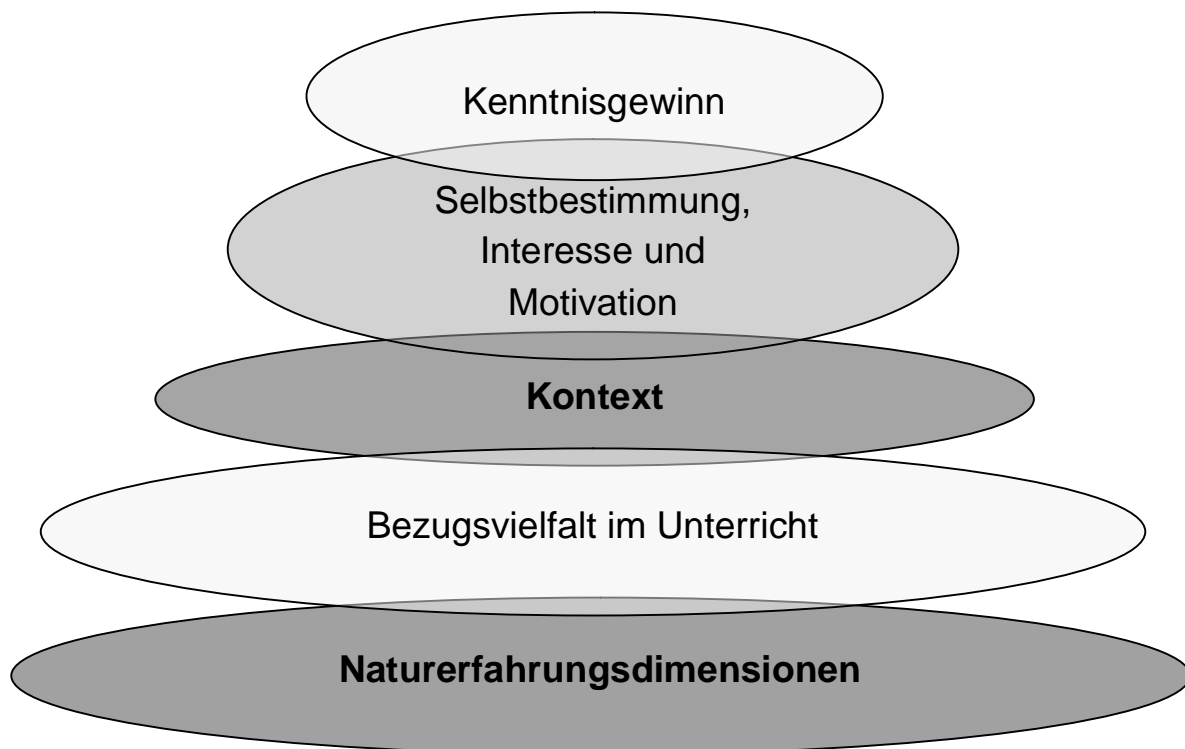 Kenntnisgewinn
Selbstbestimmung,
Interesse und
Motivation
Kontext
Bezugsvielfalt im Unterricht
Naturerfahrungsdimensionen